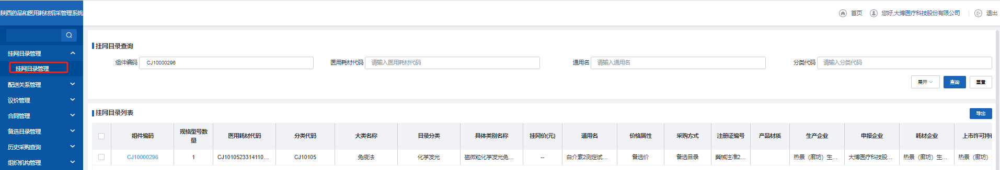 陕西药品和医用耗材招采管理系统
首页 您好,大博医疗科技股份有限公司 退出
挂网目录管理
挂网目录管理
配送关系管理
议价管理
合同管理
备选目录管理
历史采购查询
组织机构管理
挂网目录查询
组件编码 CJ10000296 医用耗材代码 请输入医用耗材代码 通用名 请输入通用名 分类代码 请输入分类代码
展开 查询 重置
挂网目录列表
导出
组件编码 规格型号数量 医用耗材代码 分类代码 大类名称 目录分类 具体类别名称 挂网价(元) 通用名 价格属性 采购方式 注册证编号 产品材质 生产企业 申报企业 耗材企业 上市许可持
CJ10000296 1 CJ1010523314110... CJ10105 免疫法 化学发光 磁微粒化学发光免... -- 白介素2测定试... 备选价 备选目录 冀械注准2... 热景（廊坊）生... 大博医疗科技股... 热景（廊坊）生... 热景（廊坊）